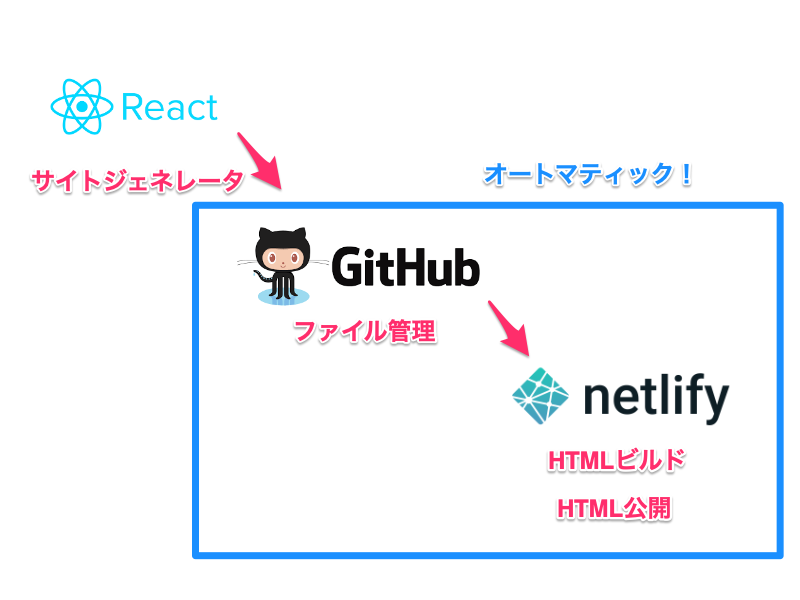 React
サイトジェネレータ
オートマティック！
GitHub
ファイル管理
netlify
HTMLビルド
HTML公開